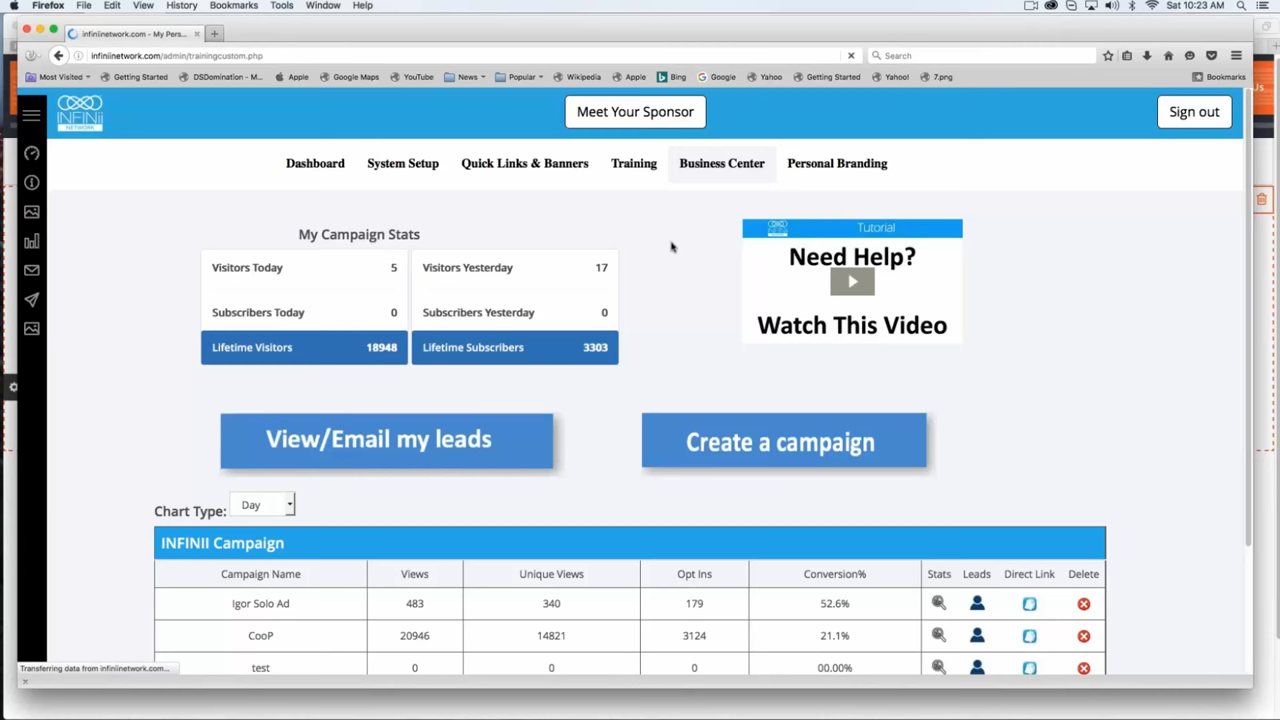 Firefox File Edit View History Bookmarks Tools Window Help Sat 10:23 AM
infiniinetwork.com - My Pers...
infiniinetwork.com/admin/trainingcustom.php Search
Most Visited Getting Started DSDomination - M... Apple Google Maps YouTube News Popular Wikipedia Apple Bing Google Yahoo Getting Started Yahoo! 7.png Bookmarks
INFINii
NETWORK
Meet Your Sponsor
Sign out
Us
Dashboard System Setup Quick Links & Banners Training Business Center Personal Branding
My Campaign Stats
Visitors Today 5 Visitors Yesterday 17
Subscribers Today 0 Subscribers Yesterday 0
Lifetime Visitors 18948 Lifetime Subscribers 3303
Tutorial
Need Help?
Watch This Video
View/Email my leads
Create a campaign
Chart Type: Day
INFINII Campaign
Campaign Name Views Unique Views Opt Ins Conversion% Stats Leads Direct Link Delete
Igor Solo Ad 483 340 179 52.6%
CooP 20946 14821 3124 21.1%
test 0 0 0 00.00%
Transferring data from infiniinetwork.com...